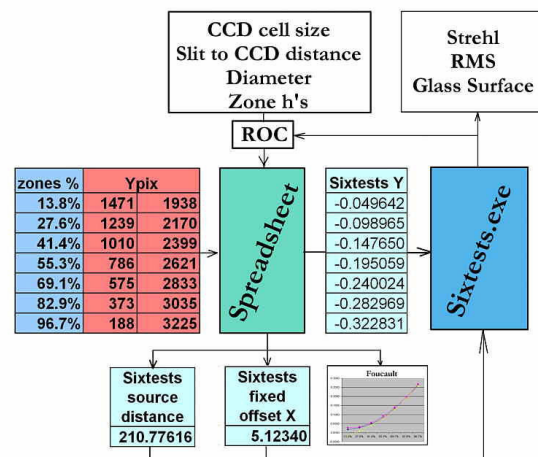 CCD cell size
Slit to CCD distance
Diameter
Zone h's
Strehl
RMS
Glass Surface
ROC
zones % Ypix
13.8% 1471 1938
27.6% 1239 2170
41.4% 1010 2399
55.3% 786 2621
69.1% 575 2833
82.9% 373 3035
96.7% 188 3225
Spreadsheet
Sixtests Y
-0.049642
-0.098965
-0.147650
-0.195059
-0.240024
-0.282969
-0.322831
Sixtests.exe
Sixtests
source
distance
210.77616
Sixtests
fixed
offset X
5.12340
Foucault